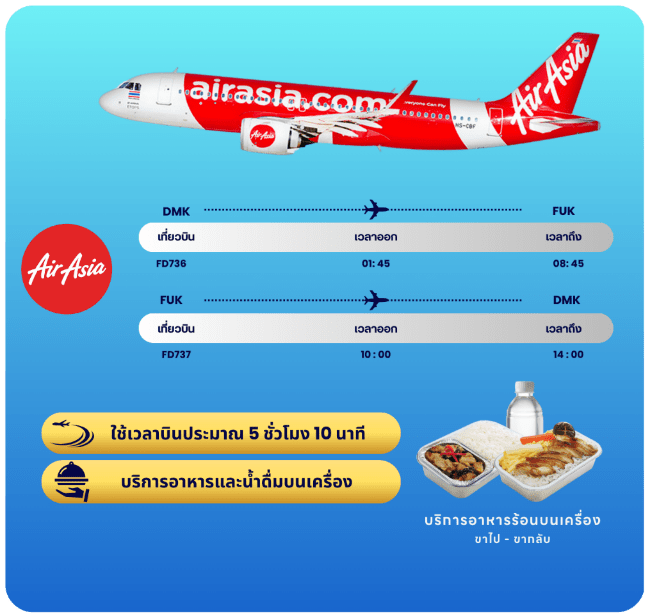 airasia.com
Everyone Can Fly
AirAsia
HS-CBF
AirAsia
DMK
FUK
เที่ยวบิน เวลาออก เวลาถึง
FD736 01: 45 08: 45
AirAsia
FUK
DMK
เที่ยวบิน เวลาออก เวลาถึง
FD737 10 : 00 14 : 00
ใช้เวลาบินประมาณ 5 ชั่วโมง 10 นาที
บริการอาหารและน้ำดื่มบนเครื่อง
บริการอาหารร้อนบนเครื่อง
ขาไป - ขากลับ